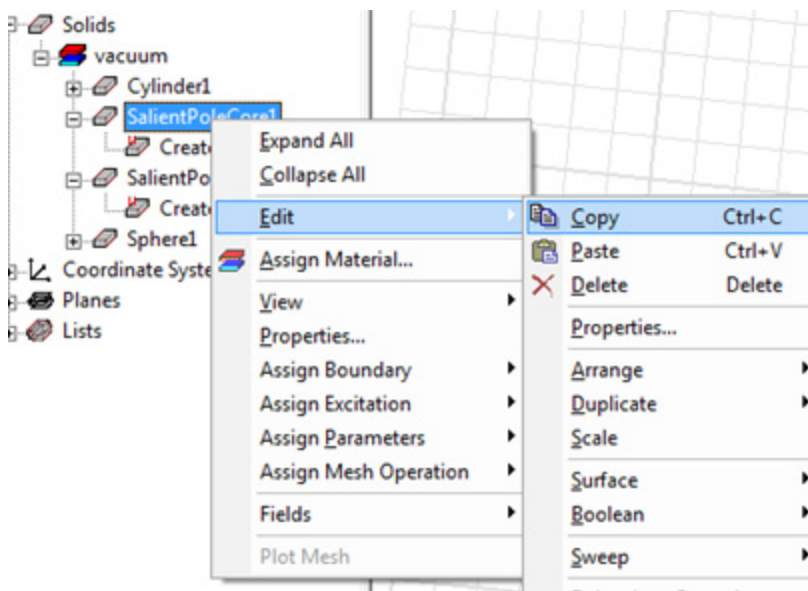 Solids
vacuum
Cylinder1
SalientPoleCore1
Creat
SalientPo
Creat
Sphere1
Coordinate Syste
Planes
Lists
Expand All
Collapse All
Edit
Assign Material...
View
Properties...
Assign Boundary
Assign Excitation
Assign Parameters
Assign Mesh Operation
Fields
Plot Mesh
Copy Ctrl+C
Paste Ctrl+V
Delete Delete
Properties...
Arrange
Duplicate
Scale
Surface
Boolean
Sweep